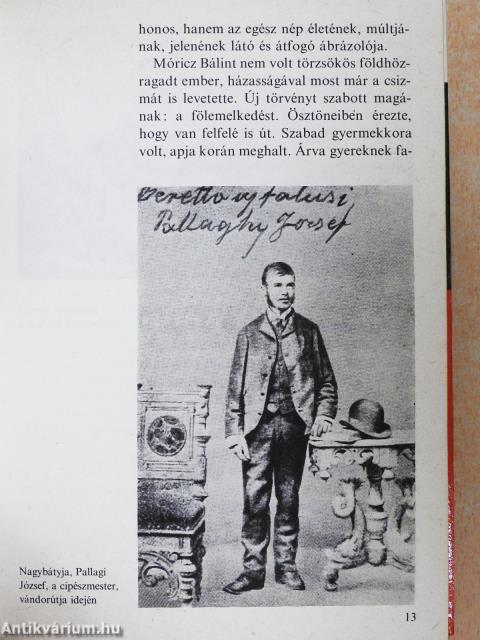 honos, hanem az egész nép életének, múltjá-
nak, jelenének látó és átfogó ábrázolója.
Móricz Bálint nem volt törzsökös földhöz-
ragadt ember, házasságával most már a csiz-
mát is levetette. Új törvényt szabott magá-
nak: a fölemelkedést. Ösztöneiben érezte,
hogy van felfelé is út. Szabad gyermekkora
volt, apja korán meghalt. Árva gyereknek fa-
Beretto ujfalusi
Pallaghy József
Nagybátyja, Pallagi
József, a cipészmester,
vándorútja idején
13
Antikvárium.hu